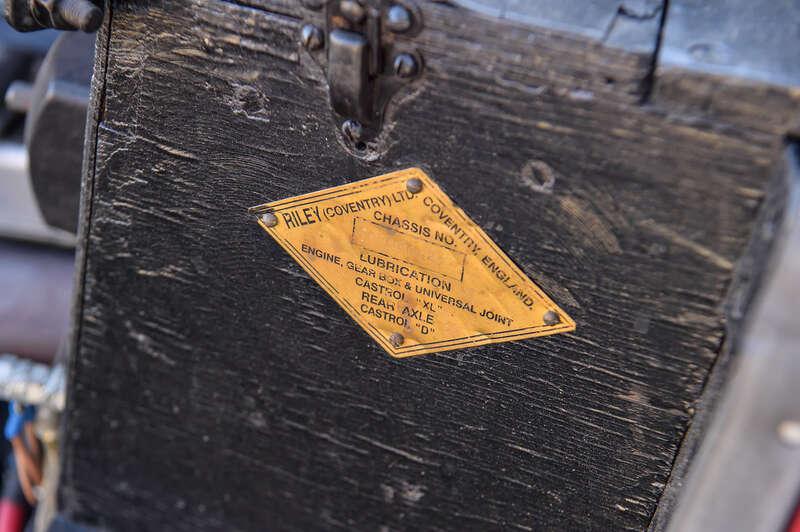 RILEY (COVENTRY) LTD. COVENTRY, ENGLAND.
CHASSIS NO.
LUBRICATION
ENGINE, GEAR BOX & UNIVERSAL JOINT
CASTROL "XL"
REAR AXLE
CASTROL "D"